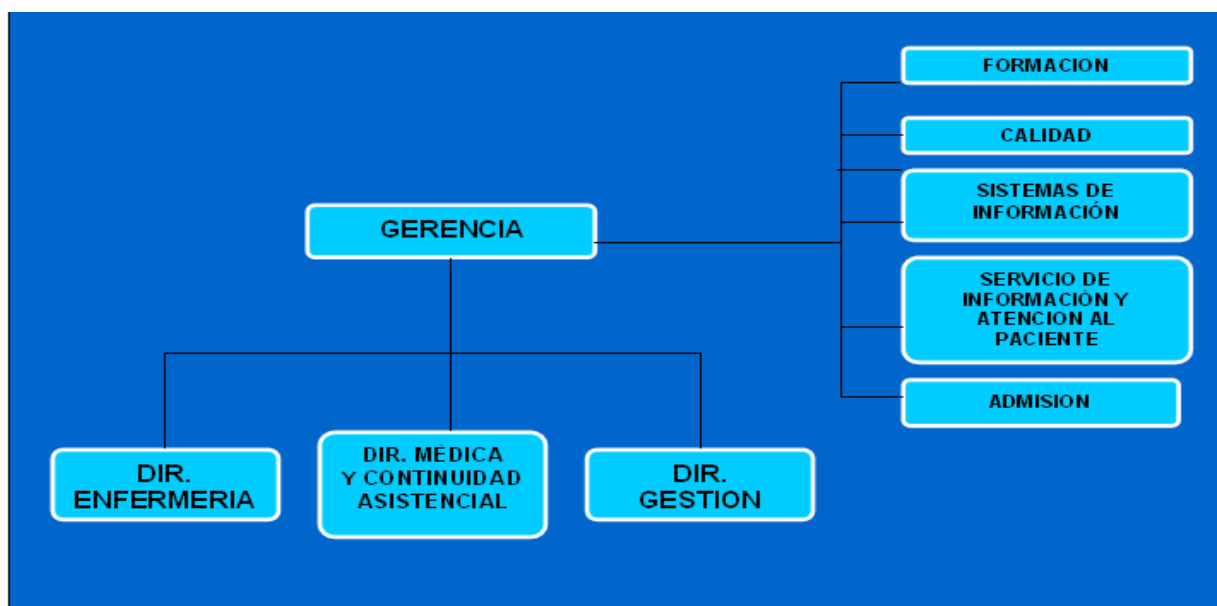 FORMACION
CALIDAD
SISTEMAS DE
INFORMACIÓN
GERENCIA
SERVICIO DE
INFORMACIÓN Y
ATENCION AL
PACIENTE
ADMISION
DIR.
ENFERMERIA
DIR. MÉDICA
Y CONTINUIDAD
ASISTENCIAL
DIR.
GESTION